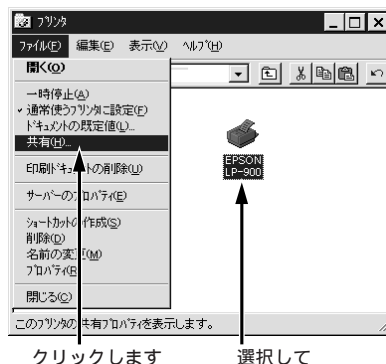 プリンタ
ファイル(F) 編集(E) 表示(V) ヘルプ(H)
開く(O)
一時停止(A)
通常使うプリンタに設定(F)
ドキュメントの既定値(L)...
共有(H)...
印刷ドキュメントの削除(U)
サーバーのプロパティ(E)
ショートカットの作成(S)
削除(D)
名前の変更(M)
プロパティ(R)
閉じる(C)
EPSON
LP-900
このプリンタの共有プロパティを表示します。
クリックします 選択して